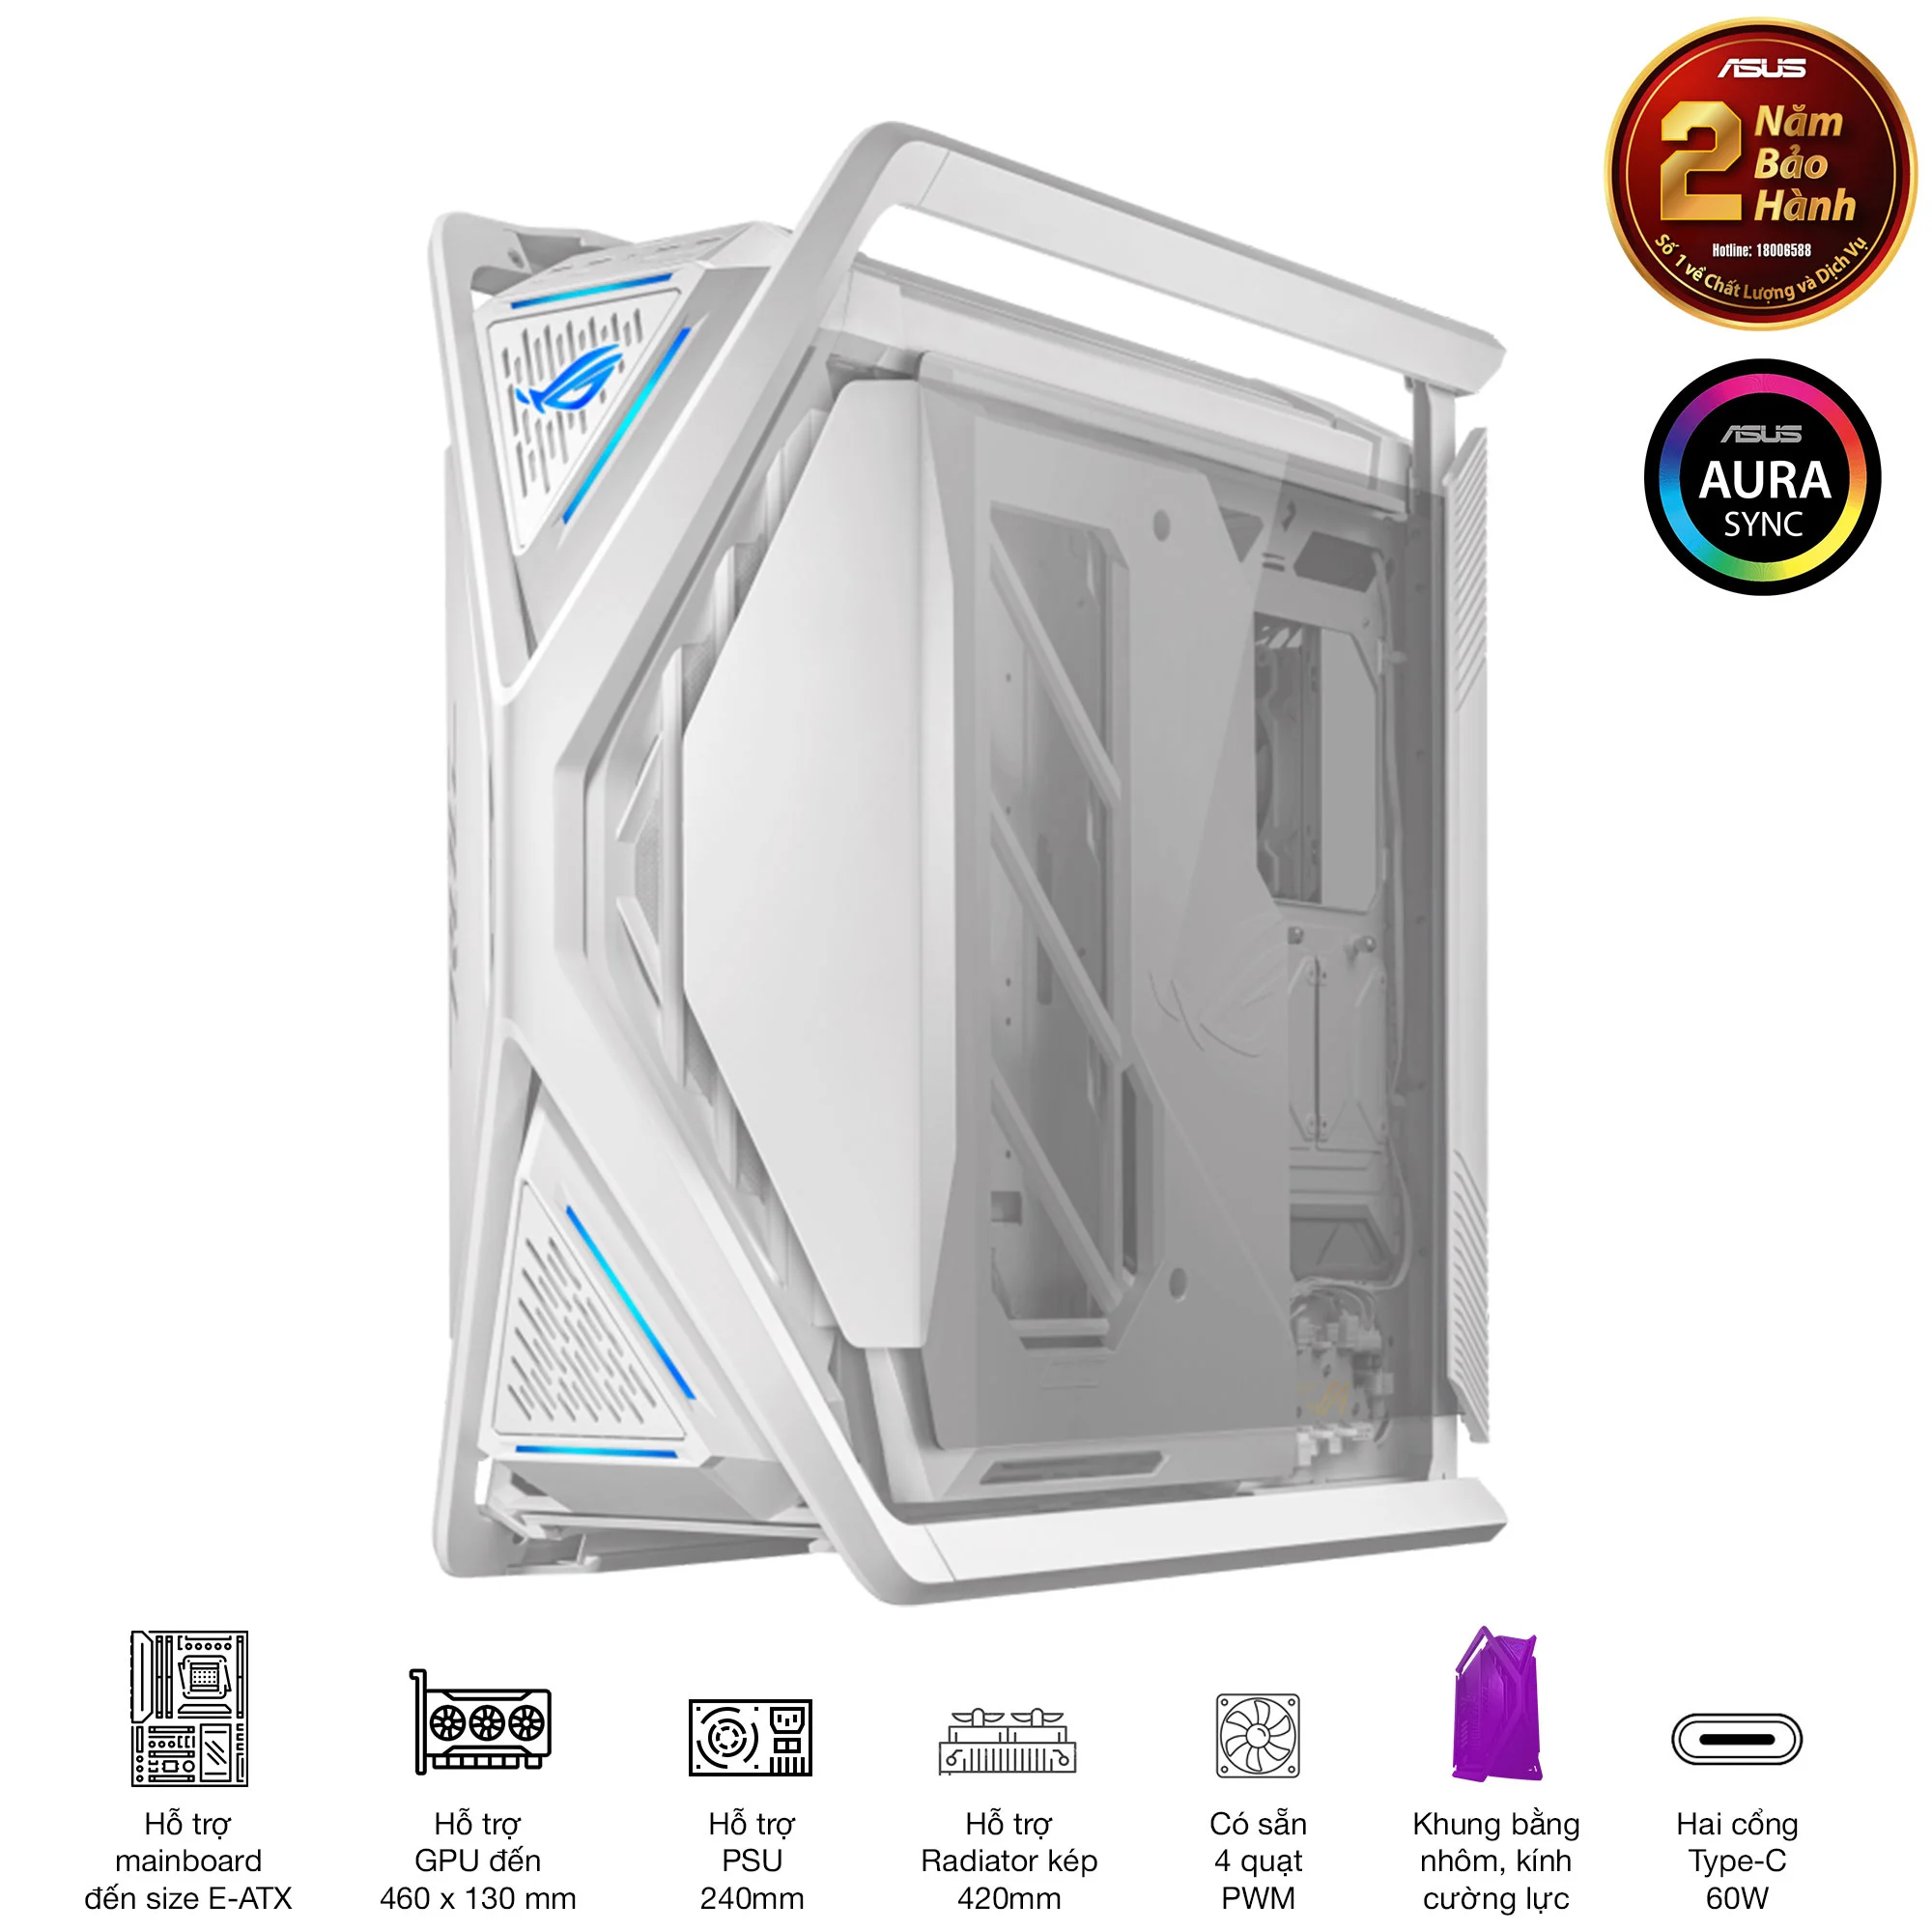 ASUS
2 Năm
Bảo
Hành
Hotline: 18006588
Số 1 về Chất Lượng và Dịch Vụ
ASUS
AURA
SYNC
Hỗ trợ
mainboard
đến size E-ATX
Hỗ trợ
GPU đến
460 x 130 mm
Hỗ trợ
PSU
240mm
Hỗ trợ
Radiator kép
420mm
Có sẵn
4 quạt
PWM
Khung bằng
nhôm, kính
cường lực
Hai cổng
Type-C
60W